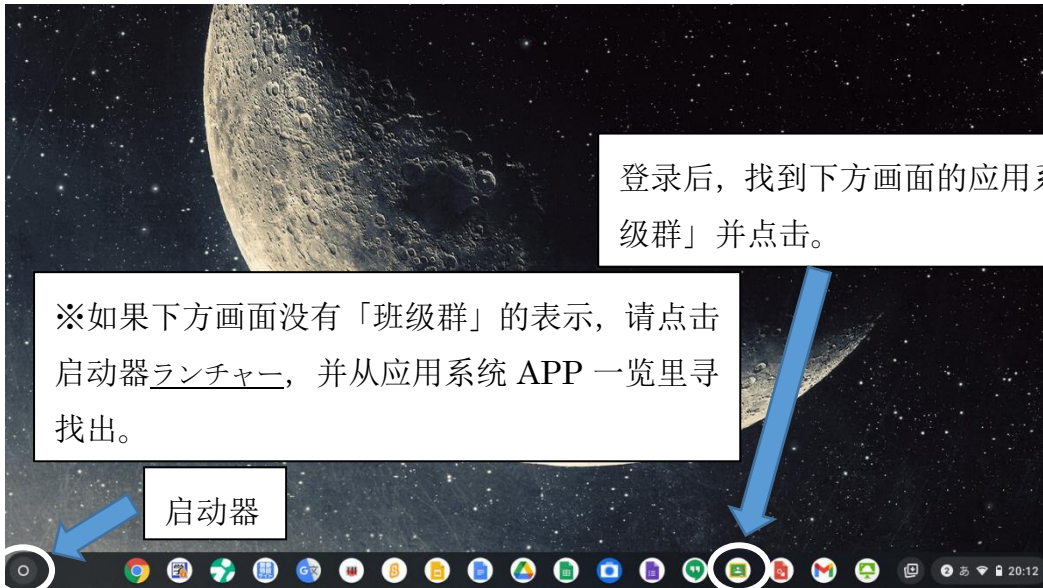 登录后，找到下方画面的应用系
级群」并点击。
※如果下方画面没有「班级群」的表示，请点击
启动器ランチャー，并从应用系统 APP 一览里寻
找出。
启动器
2 あ 20:12